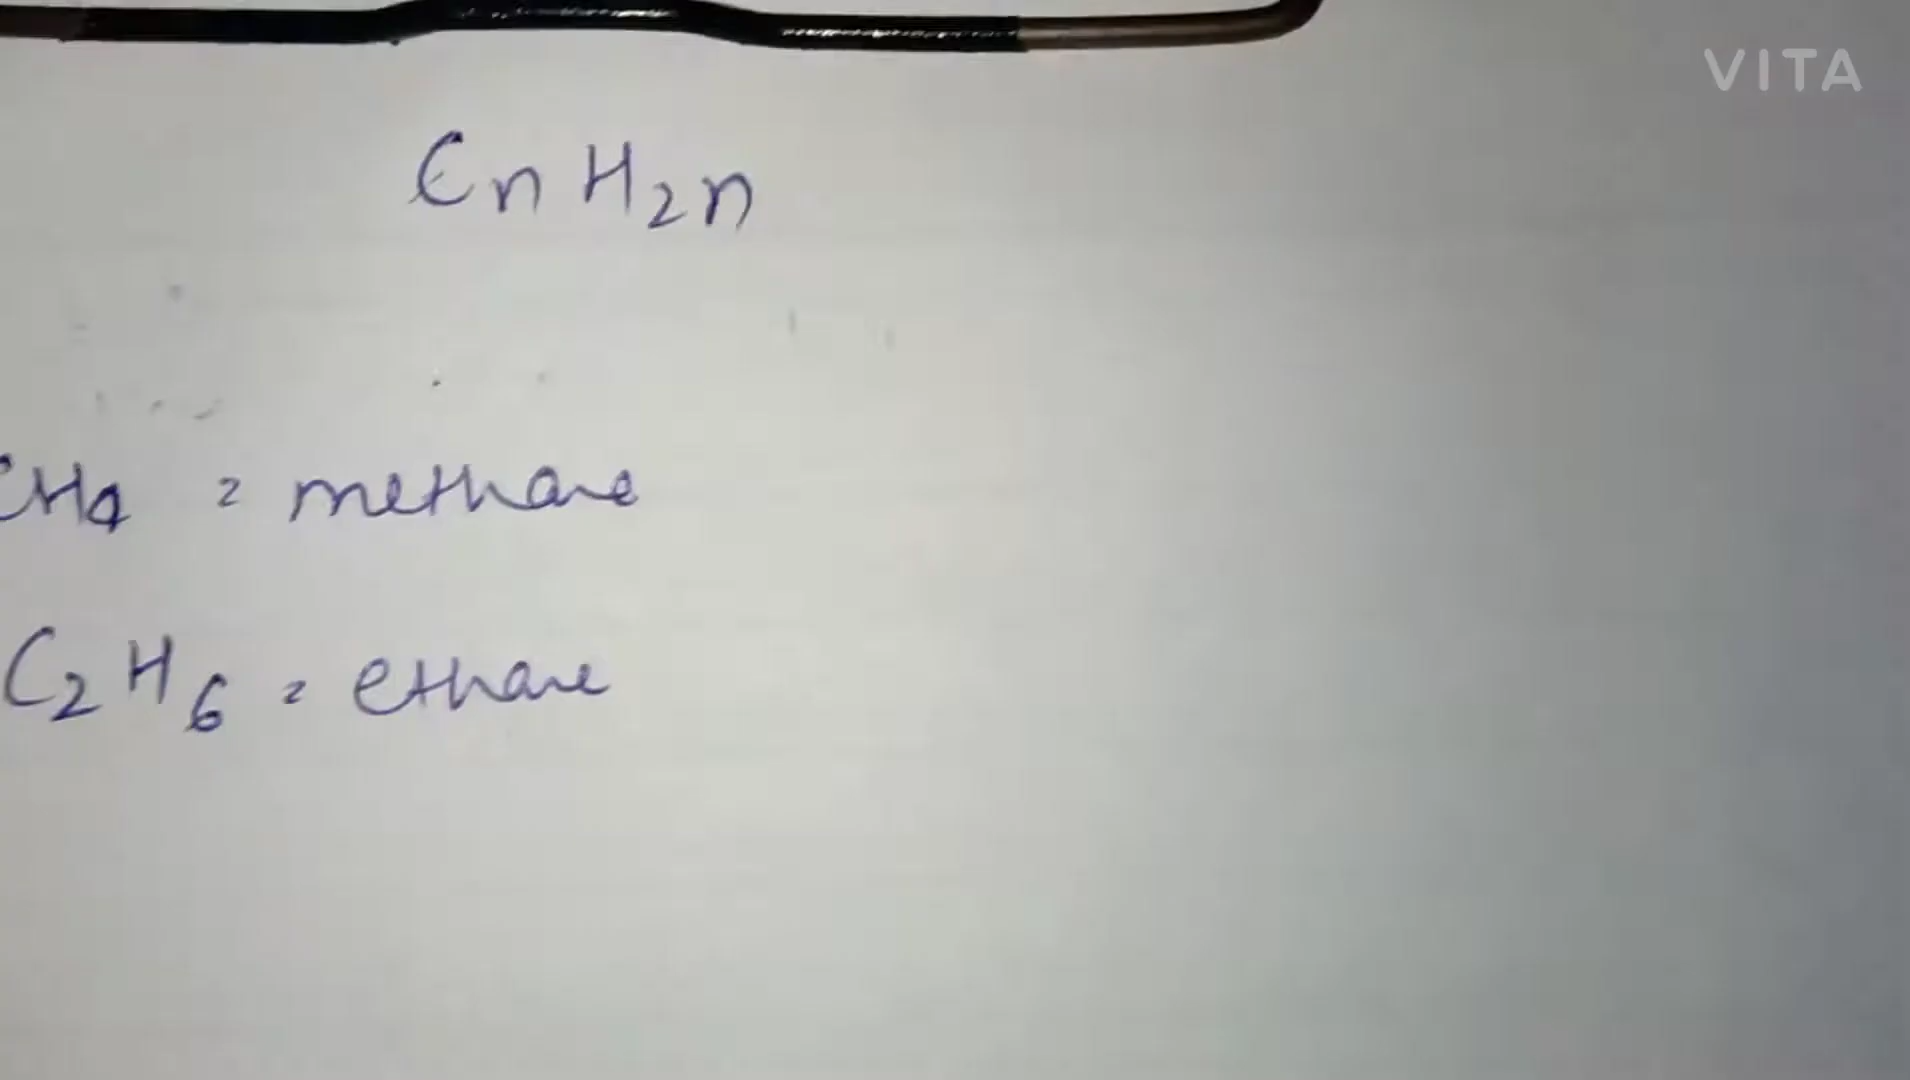 VITA
CnH2n
CH4 = methane
C2H6 = ethane